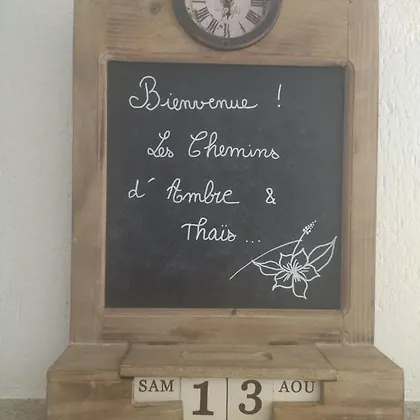 Bienvenue !
Les Chemins
d' Ambre &
Thaïs ...
SAM 13 AOU